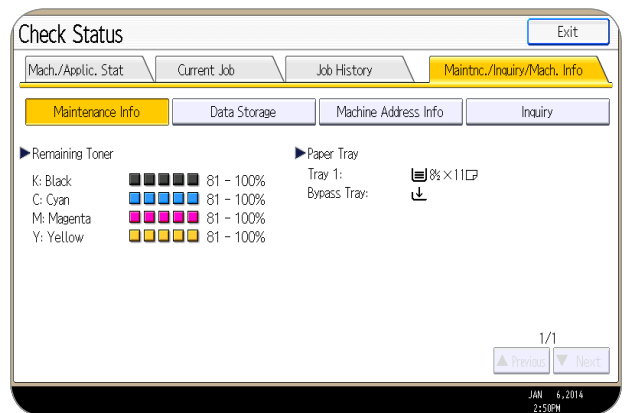 Check Status
Exit
Mach./Applic. Stat
Current Job
Job History
Maintnc./Inquiry/Mach. Info
Maintenance Info
Data Storage
Machine Address Info
Inquiry
Remaining Toner
K: Black 81 - 100%
C: Cyan 81 - 100%
M: Magenta 81 - 100%
Y: Yellow 81 - 100%
Paper Tray
Tray 1: 8½×11
Bypass Tray:
1/1
▲ Previous
▼ Next
JAN 6,2014
2:50PM